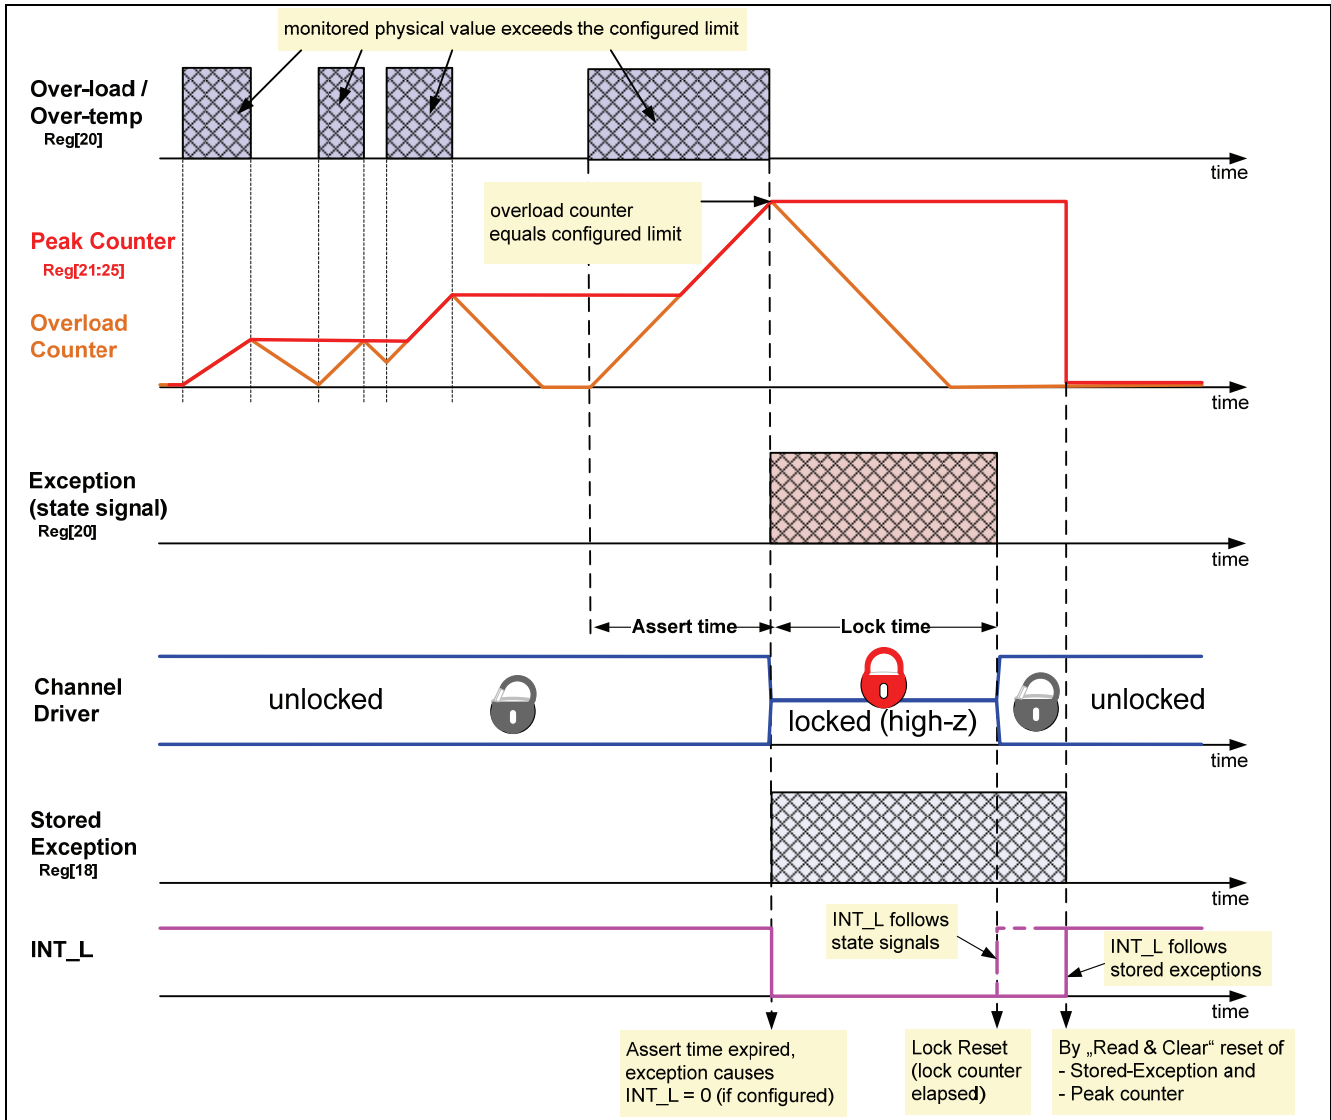 monitored physical value exceeds the configured limit
Over-load /
Over-temp
Reg[20]
time
overload counter
equals configured limit
Peak Counter
Reg[21:25]
Overload
Counter
time
Exception
(state signal)
Reg[20]
time
Assert time
Lock time
Channel
Driver
unlocked
locked (high-z)
unlocked
time
Stored
Exception
Reg[18]
time
INT_L follows
state signals
INT_L
INT_L follows
stored exceptions
time
Assert time expired,
exception causes
INT_L = 0 (if configured)
Lock Reset
(lock counter
elapsed)
By „Read & Clear“ reset of
- Stored-Exception and
- Peak counter